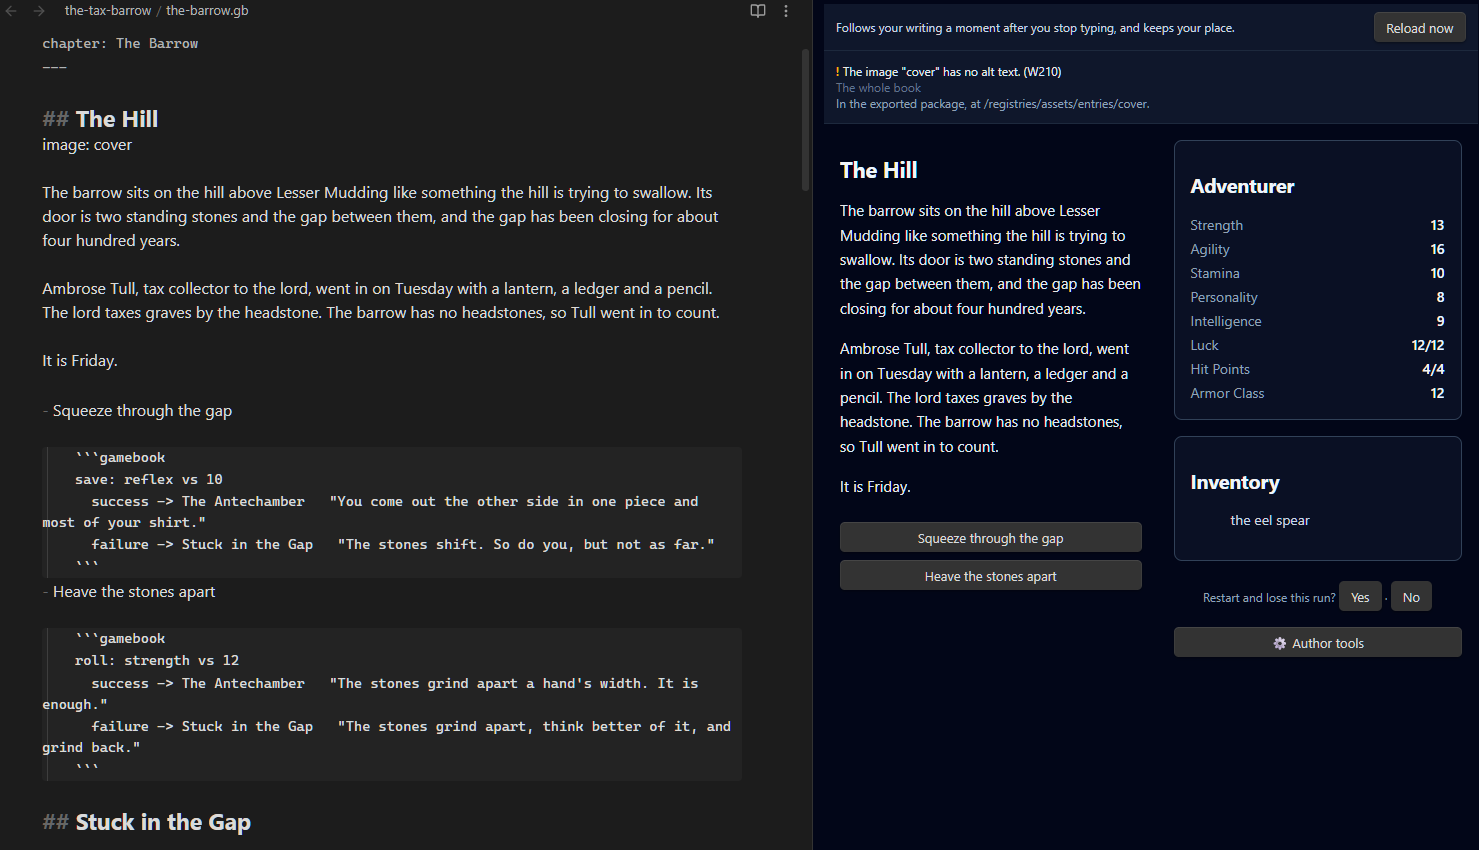 the-tax-barrow / the-barrow.gb
chapter: The Barrow
---
## The Hill
image: cover
The barrow sits on the hill above Lesser Mudding like something the hill is trying to swallow. Its
door is two standing stones and the gap between them, and the gap has been closing for about
four hundred years.
Ambrose Tull, tax collector to the lord, went in on Tuesday with a lantern, a ledger and a pencil.
The lord taxes graves by the headstone. The barrow has no headstones, so Tull went in to count.
It is Friday.
- Squeeze through the gap
```gamebook
save: reflex vs 10
success -> The Antechamber "You come out the other side in one piece and
most of your shirt."
failure -> Stuck in the Gap "The stones shift. So do you, but not as far."
```
- Heave the stones apart
```gamebook
roll: strength vs 12
success -> The Antechamber "The stones grind apart a hand's width. It is
enough."
failure -> Stuck in the Gap "The stones grind apart, think better of it, and
grind back."
```
## Stuck in the Gap
Follows your writing a moment after you stop typing, and keeps your place.
Reload now
! The image "cover" has no alt text. (W210)
The whole book
In the exported package, at /registries/assets/entries/cover.
The Hill
The barrow sits on the hill above Lesser
Mudding like something the hill is trying to
swallow. Its door is two standing stones and
the gap between them, and the gap has been
closing for about four hundred years.
Ambrose Tull, tax collector to the lord, went
in on Tuesday with a lantern, a ledger and a
pencil. The lord taxes graves by the
headstone. The barrow has no headstones,
so Tull went in to count.
It is Friday.
Squeeze through the gap
Heave the stones apart
Adventurer
Strength 13
Agility 16
Stamina 10
Personality 8
Intelligence 9
Luck 12/12
Hit Points 4/4
Armor Class 12
Inventory
the eel spear
Restart and lose this run? Yes · No
Author tools